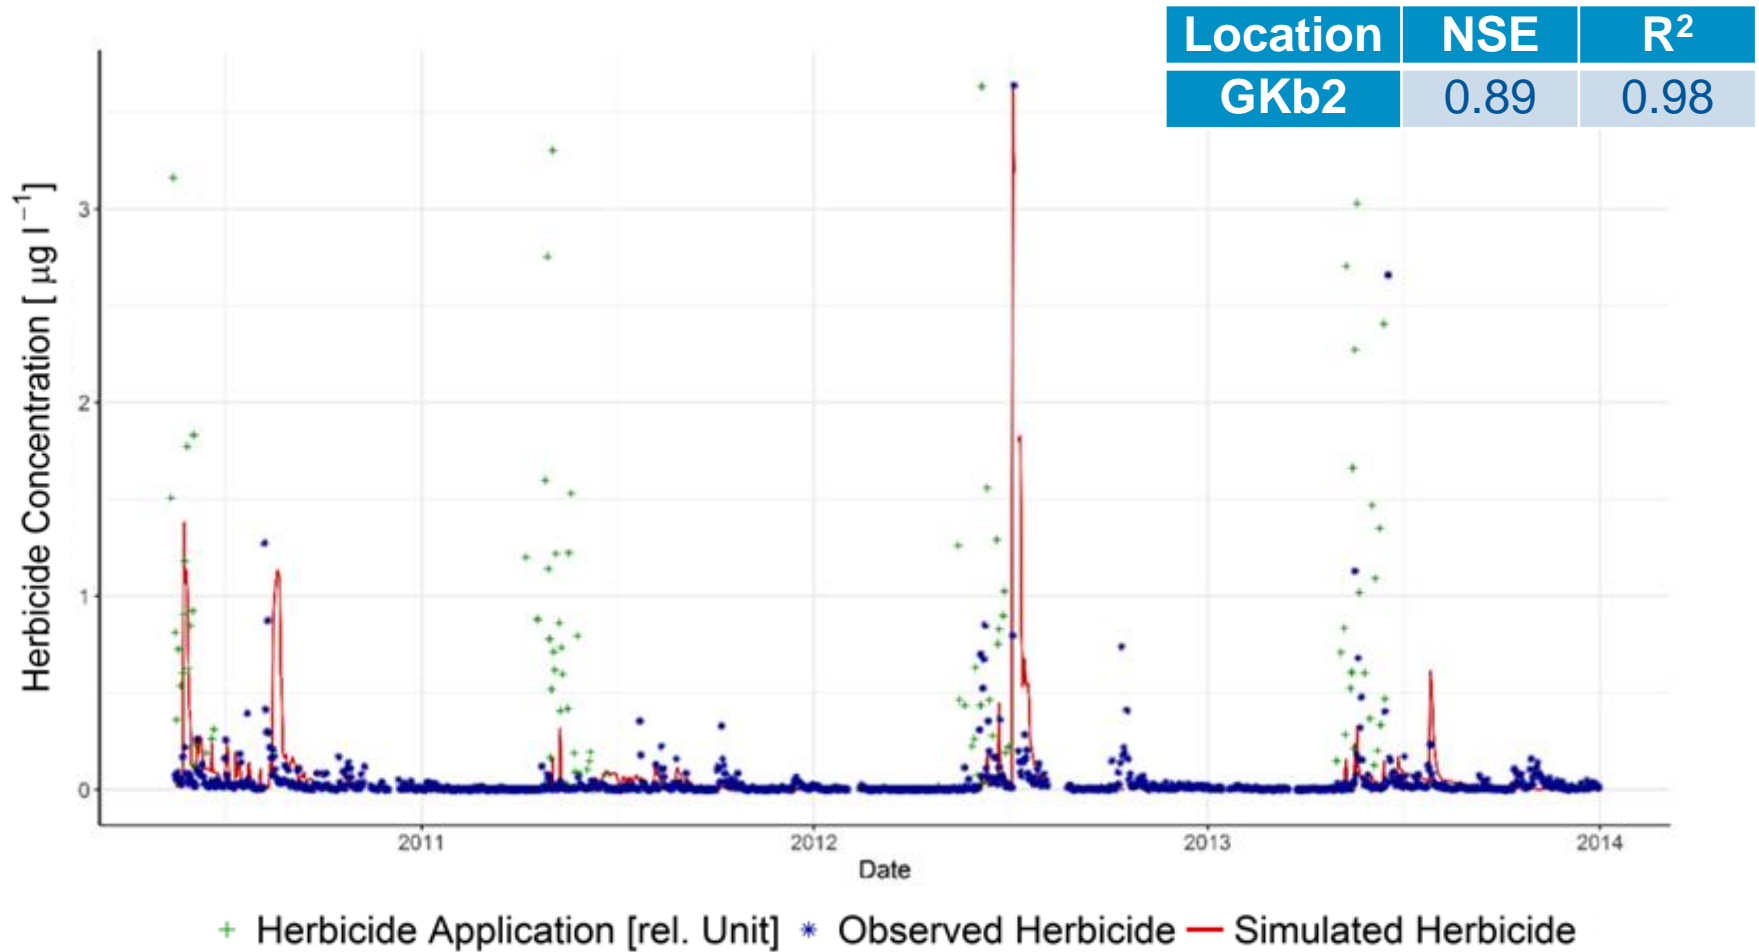 Location NSE R²
GKb2 0.89 0.98
Herbicide Concentration [ µg l⁻¹]
3
2
1
0
2011 2012 2013 2014
Date
Herbicide Application [rel. Unit] Observed Herbicide Simulated Herbicide